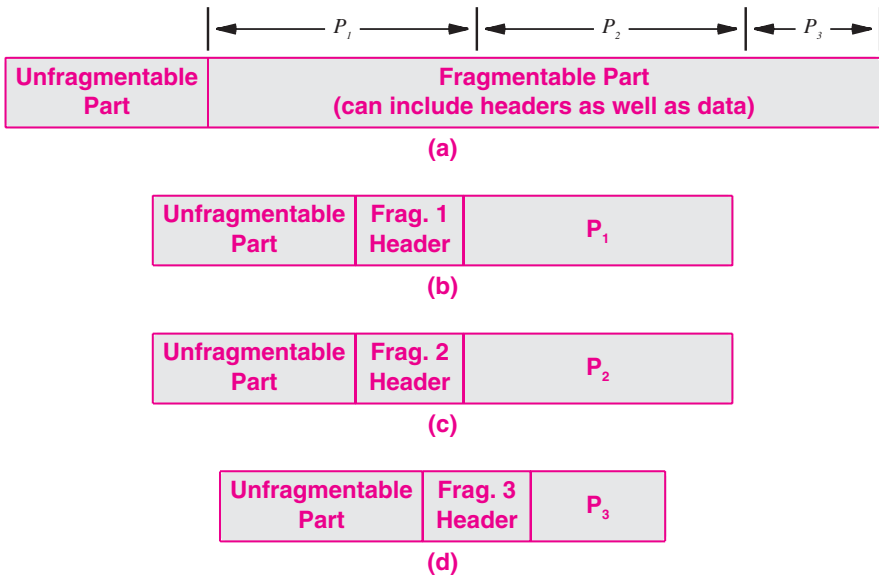 P1 P2 P3
Unfragmentable Part Fragmentable Part (can include headers as well as data)
(a)
Unfragmentable Part Frag. 1 Header P1
(b)
Unfragmentable Part Frag. 2 Header P2
(c)
Unfragmentable Part Frag. 3 Header P3
(d)